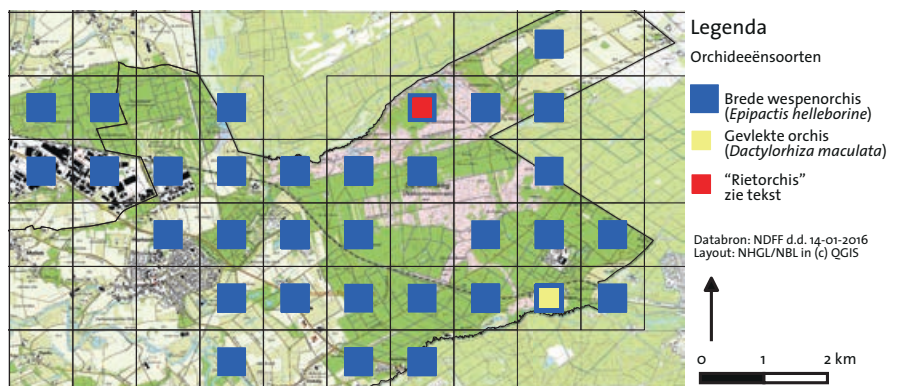 Legenda
Orchideeënsoorten
Brede wespenorchis
(Epipactis helleborine)
Gevlekte orchis
(Dactylorhiza maculata)
"Rietorchis"
zie tekst
Databron: NDFF d.d. 14-01-2016
Layout: NHGL/NBL in (c) QGIS
0 1 2 km